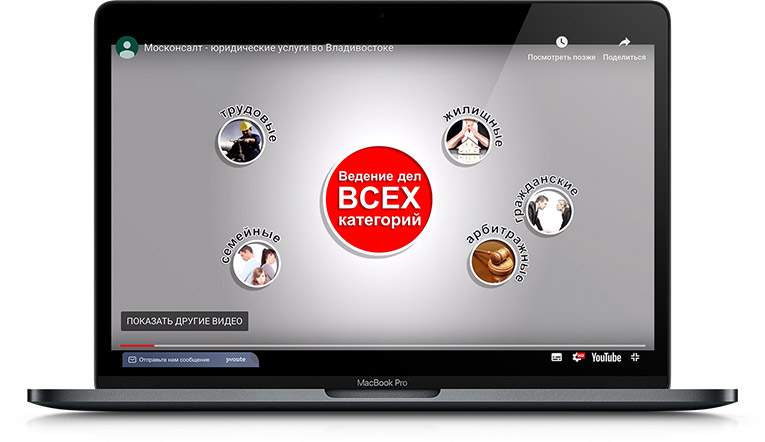 Москонсалт - юридические услуги во Владивостоке
Посмотреть позже
Поделиться
трудовые
жилищные
Ведение дел
ВСЕХ
категорий
гражданские
семейные
арбитражные
ПОКАЗАТЬ ДРУГИЕ ВИДЕО
Отправьте нам сообщение
HD
YouTube
MacBook Pro